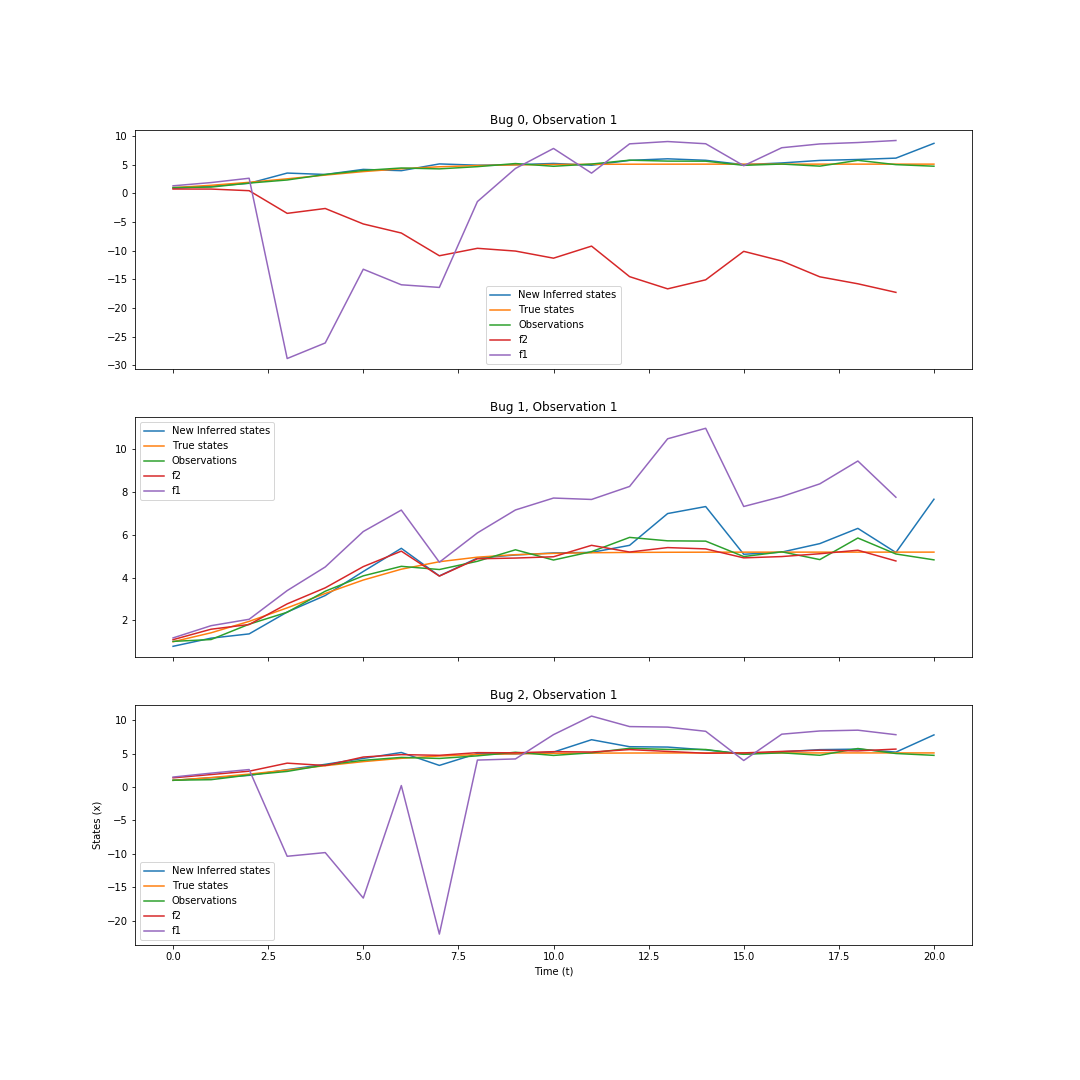 Bug 0, Observation 1
10
5
0
−5
−10
−15
−20
−25
−30
New Inferred states
True states
Observations
f2
f1
Bug 1, Observation 1
10
8
6
4
2
New Inferred states
True states
Observations
f2
f1
Bug 2, Observation 1
States (x)
10
5
0
−5
−10
−15
−20
New Inferred states
True states
Observations
f2
f1
0.0 2.5 5.0 7.5 10.0 12.5 15.0 17.5 20.0
Time (t)